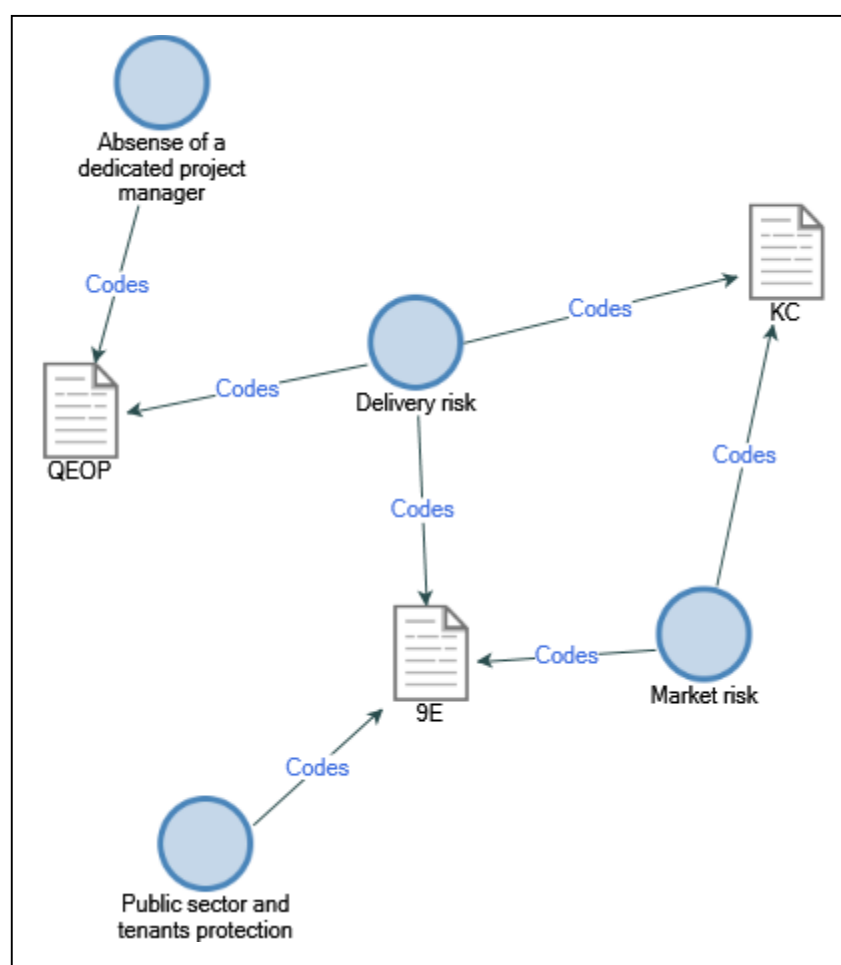 Absense of a
dedicated project
manager
Codes
KC
Codes
Codes
Delivery risk
QEOP
Codes
Codes
Codes
Market risk
9E
Codes
Public sector and
tenants protection